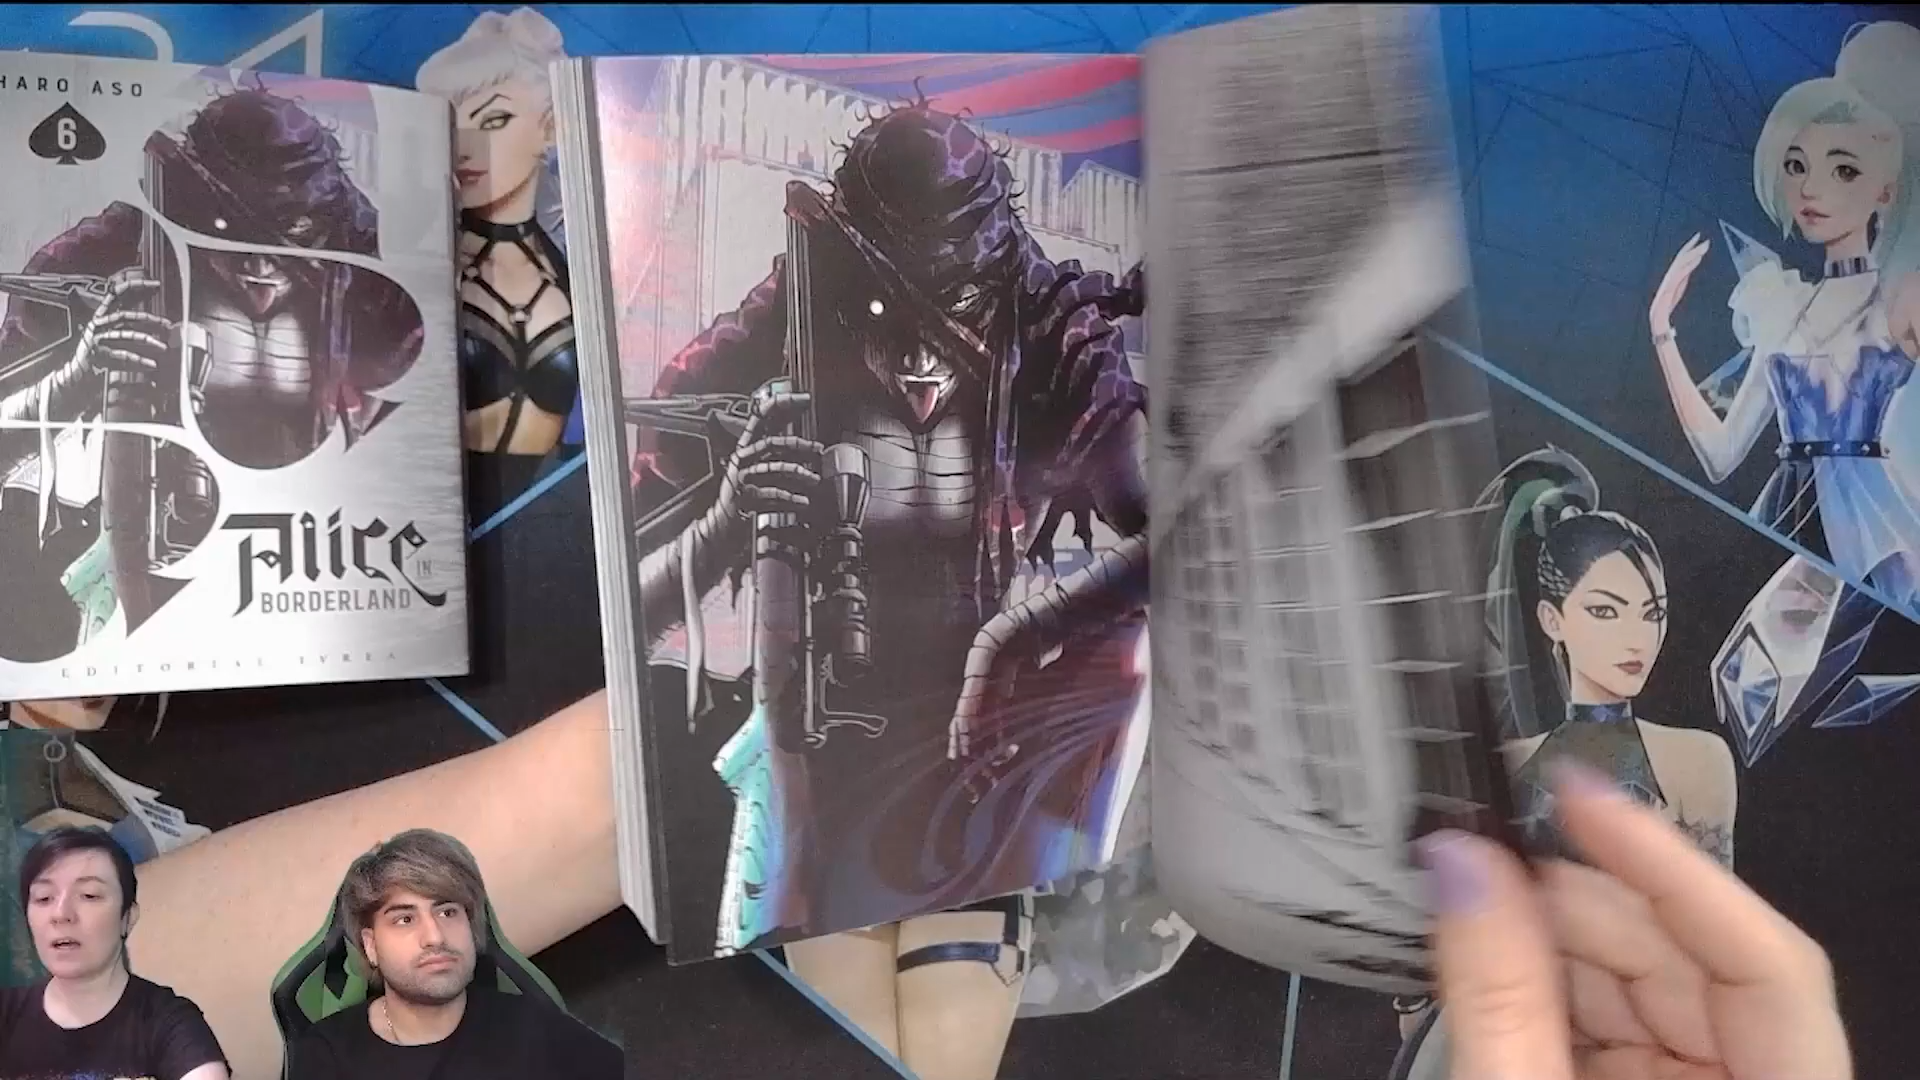 HARO ASO
6
Alice
IN
BORDERLAND
EDITORIAL IVREA